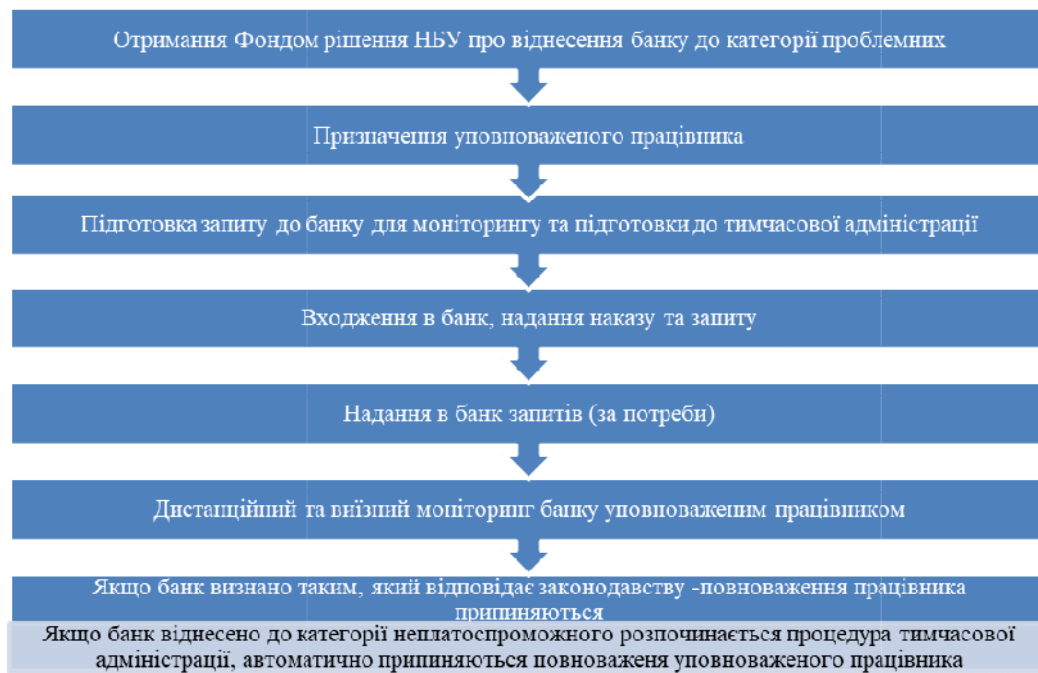 Отримання Фондом рішення НБУ про віднесення банку до категорії проблемних
Призначення уповноваженого працівника
Підготовка запиту до банку для моніторингу та підготовки до тимчасової адміністрації
Входження в банк, надання наказу та запиту
Надання в банк запитів (за потреби)
Дистанційний та виїзний моніторинг банку уповноваженим працівником
Якщо банк визнано таким, який відповідає законодавству -повноваження працівника
припиняються
Якщо банк віднесено до категорії неплатоспроможного розпочинається процедура тимчасової
адміністрації, автоматично припиняються повноваженя уповноваженого працівника